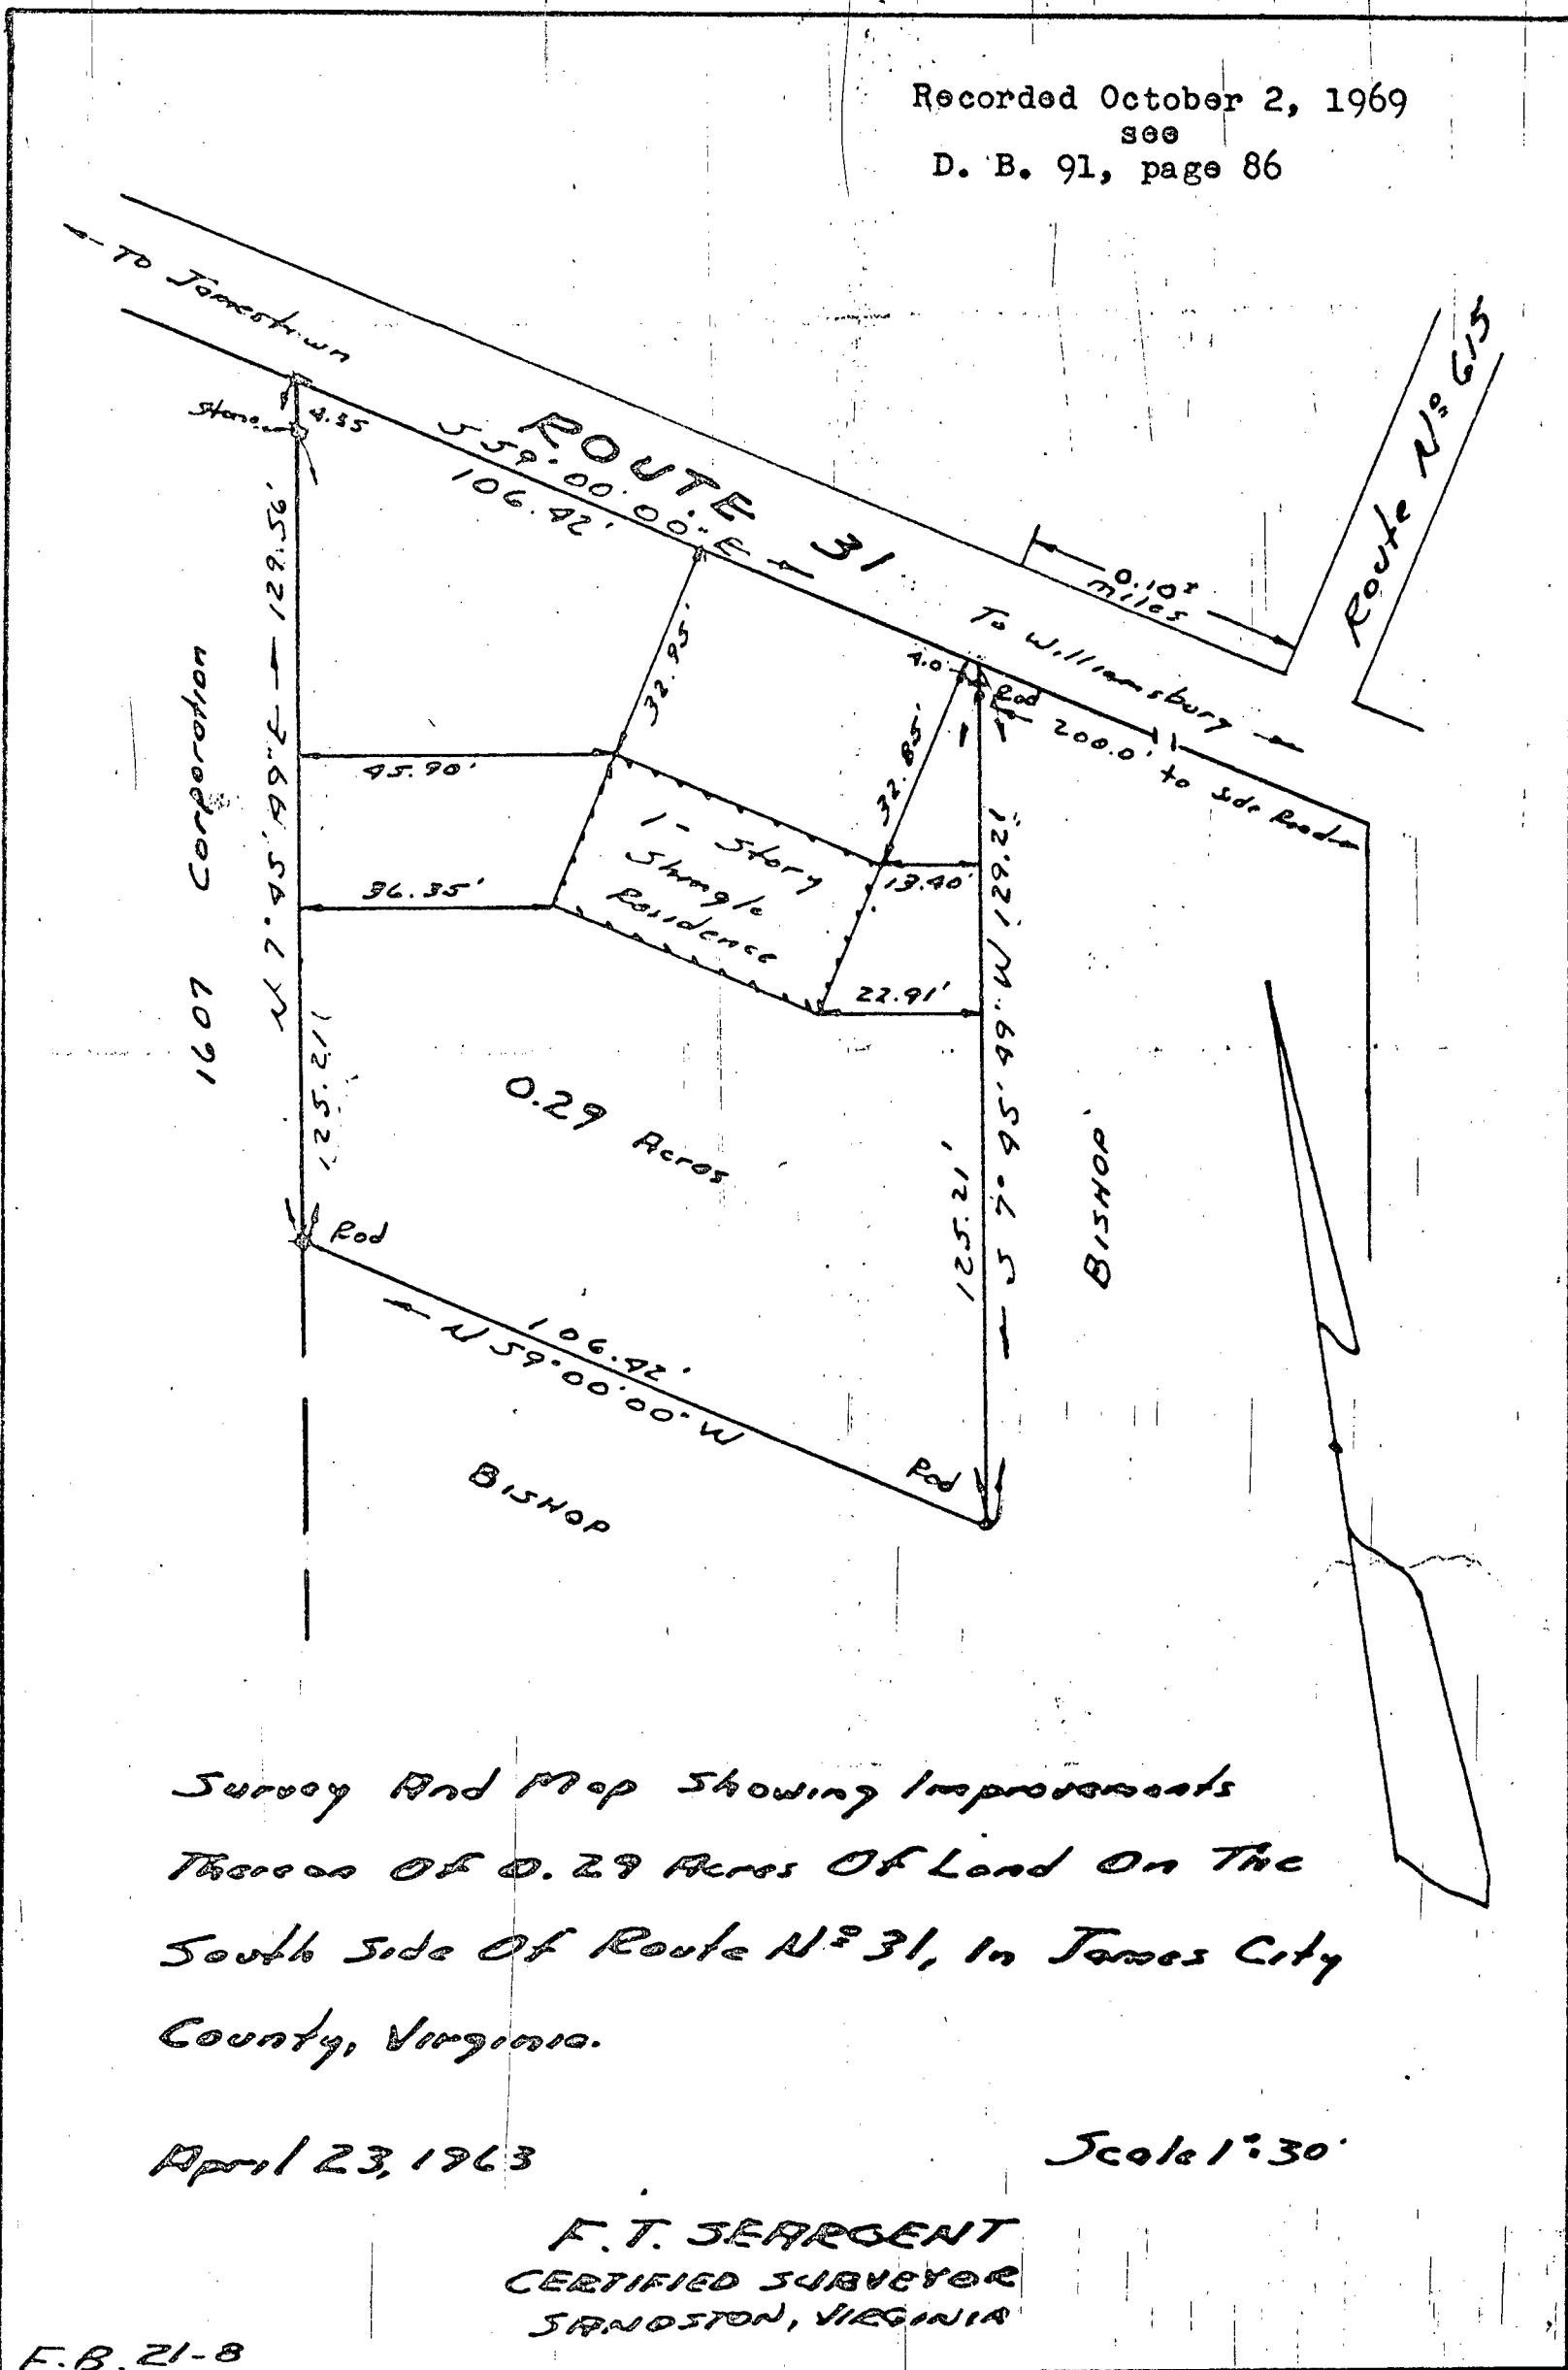 Recorded October 2, 1969
see
D. B. 91, page 86
To Jamestown
Stone
4.35
ROUTE 31
S 59° 00' 00" E
106.42'
To Williamsburg
0.10±
miles
Route Nº 615
4.0
Rod
200.0' to Side Road
32.95'
32.85'
1607 Corporation
N 7° 45' 49" E 129.56'
125.21'
45.90'
36.35'
1- Story
Shingle
Residence
13.40'
22.91'
S 7° 45' 49" W 129.21'
125.21'
0.29 Acres
BISHOP
Rod
106.42'
N 59° 00' 00" W
Rod
BISHOP
Survey And Map Showing Improvements
Thereon Of 0.29 Acres Of Land On The
South Side Of Route Nº 31, In James City
County, Virginia.
April 23, 1963
Scale 1": 30'
F. T. SEARGENT
CERTIFIED SURVEYOR
SANDSTON, VIRGINIA
F.B. 21-8